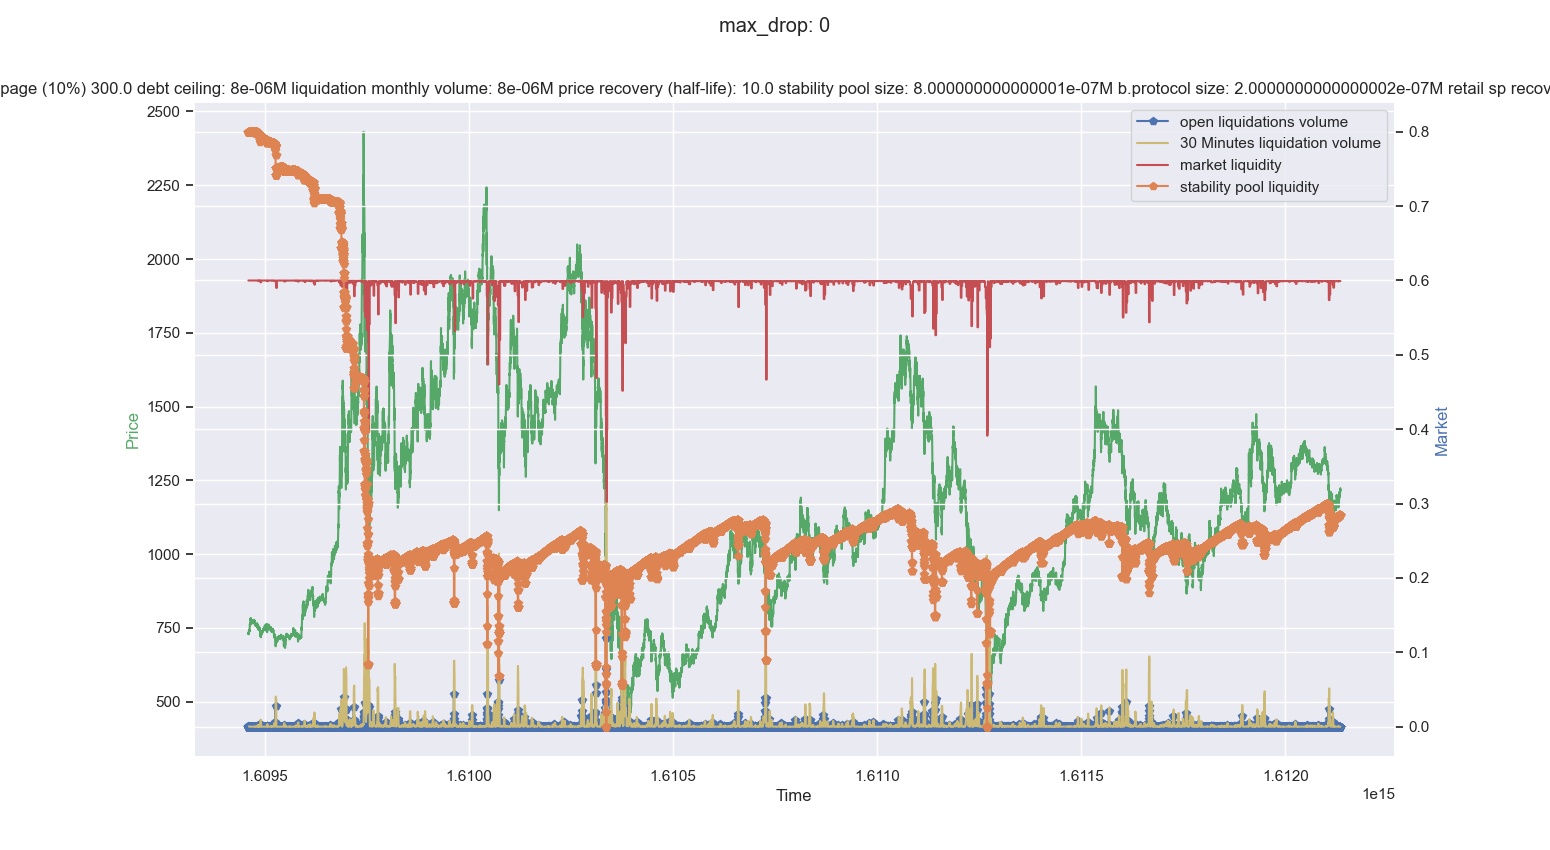 max_drop: 0
page (10%) 300.0 debt ceiling: 8e-06M liquidation monthly volume: 8e-06M price recovery (half-life): 10.0 stability pool size: 8.000000000000001e-07M b.protocol size: 2.0000000000000002e-07M retail sp recov
open liquidations volume
30 Minutes liquidation volume
market liquidity
stability pool liquidity
2500
2250
2000
1750
1500
1250
1000
750
500
Price
0.8
0.7
0.6
0.5
0.4
0.3
0.2
0.1
0.0
Market
1.6095 1.6100 1.6105 1.6110 1.6115 1.6120
1e15
Time